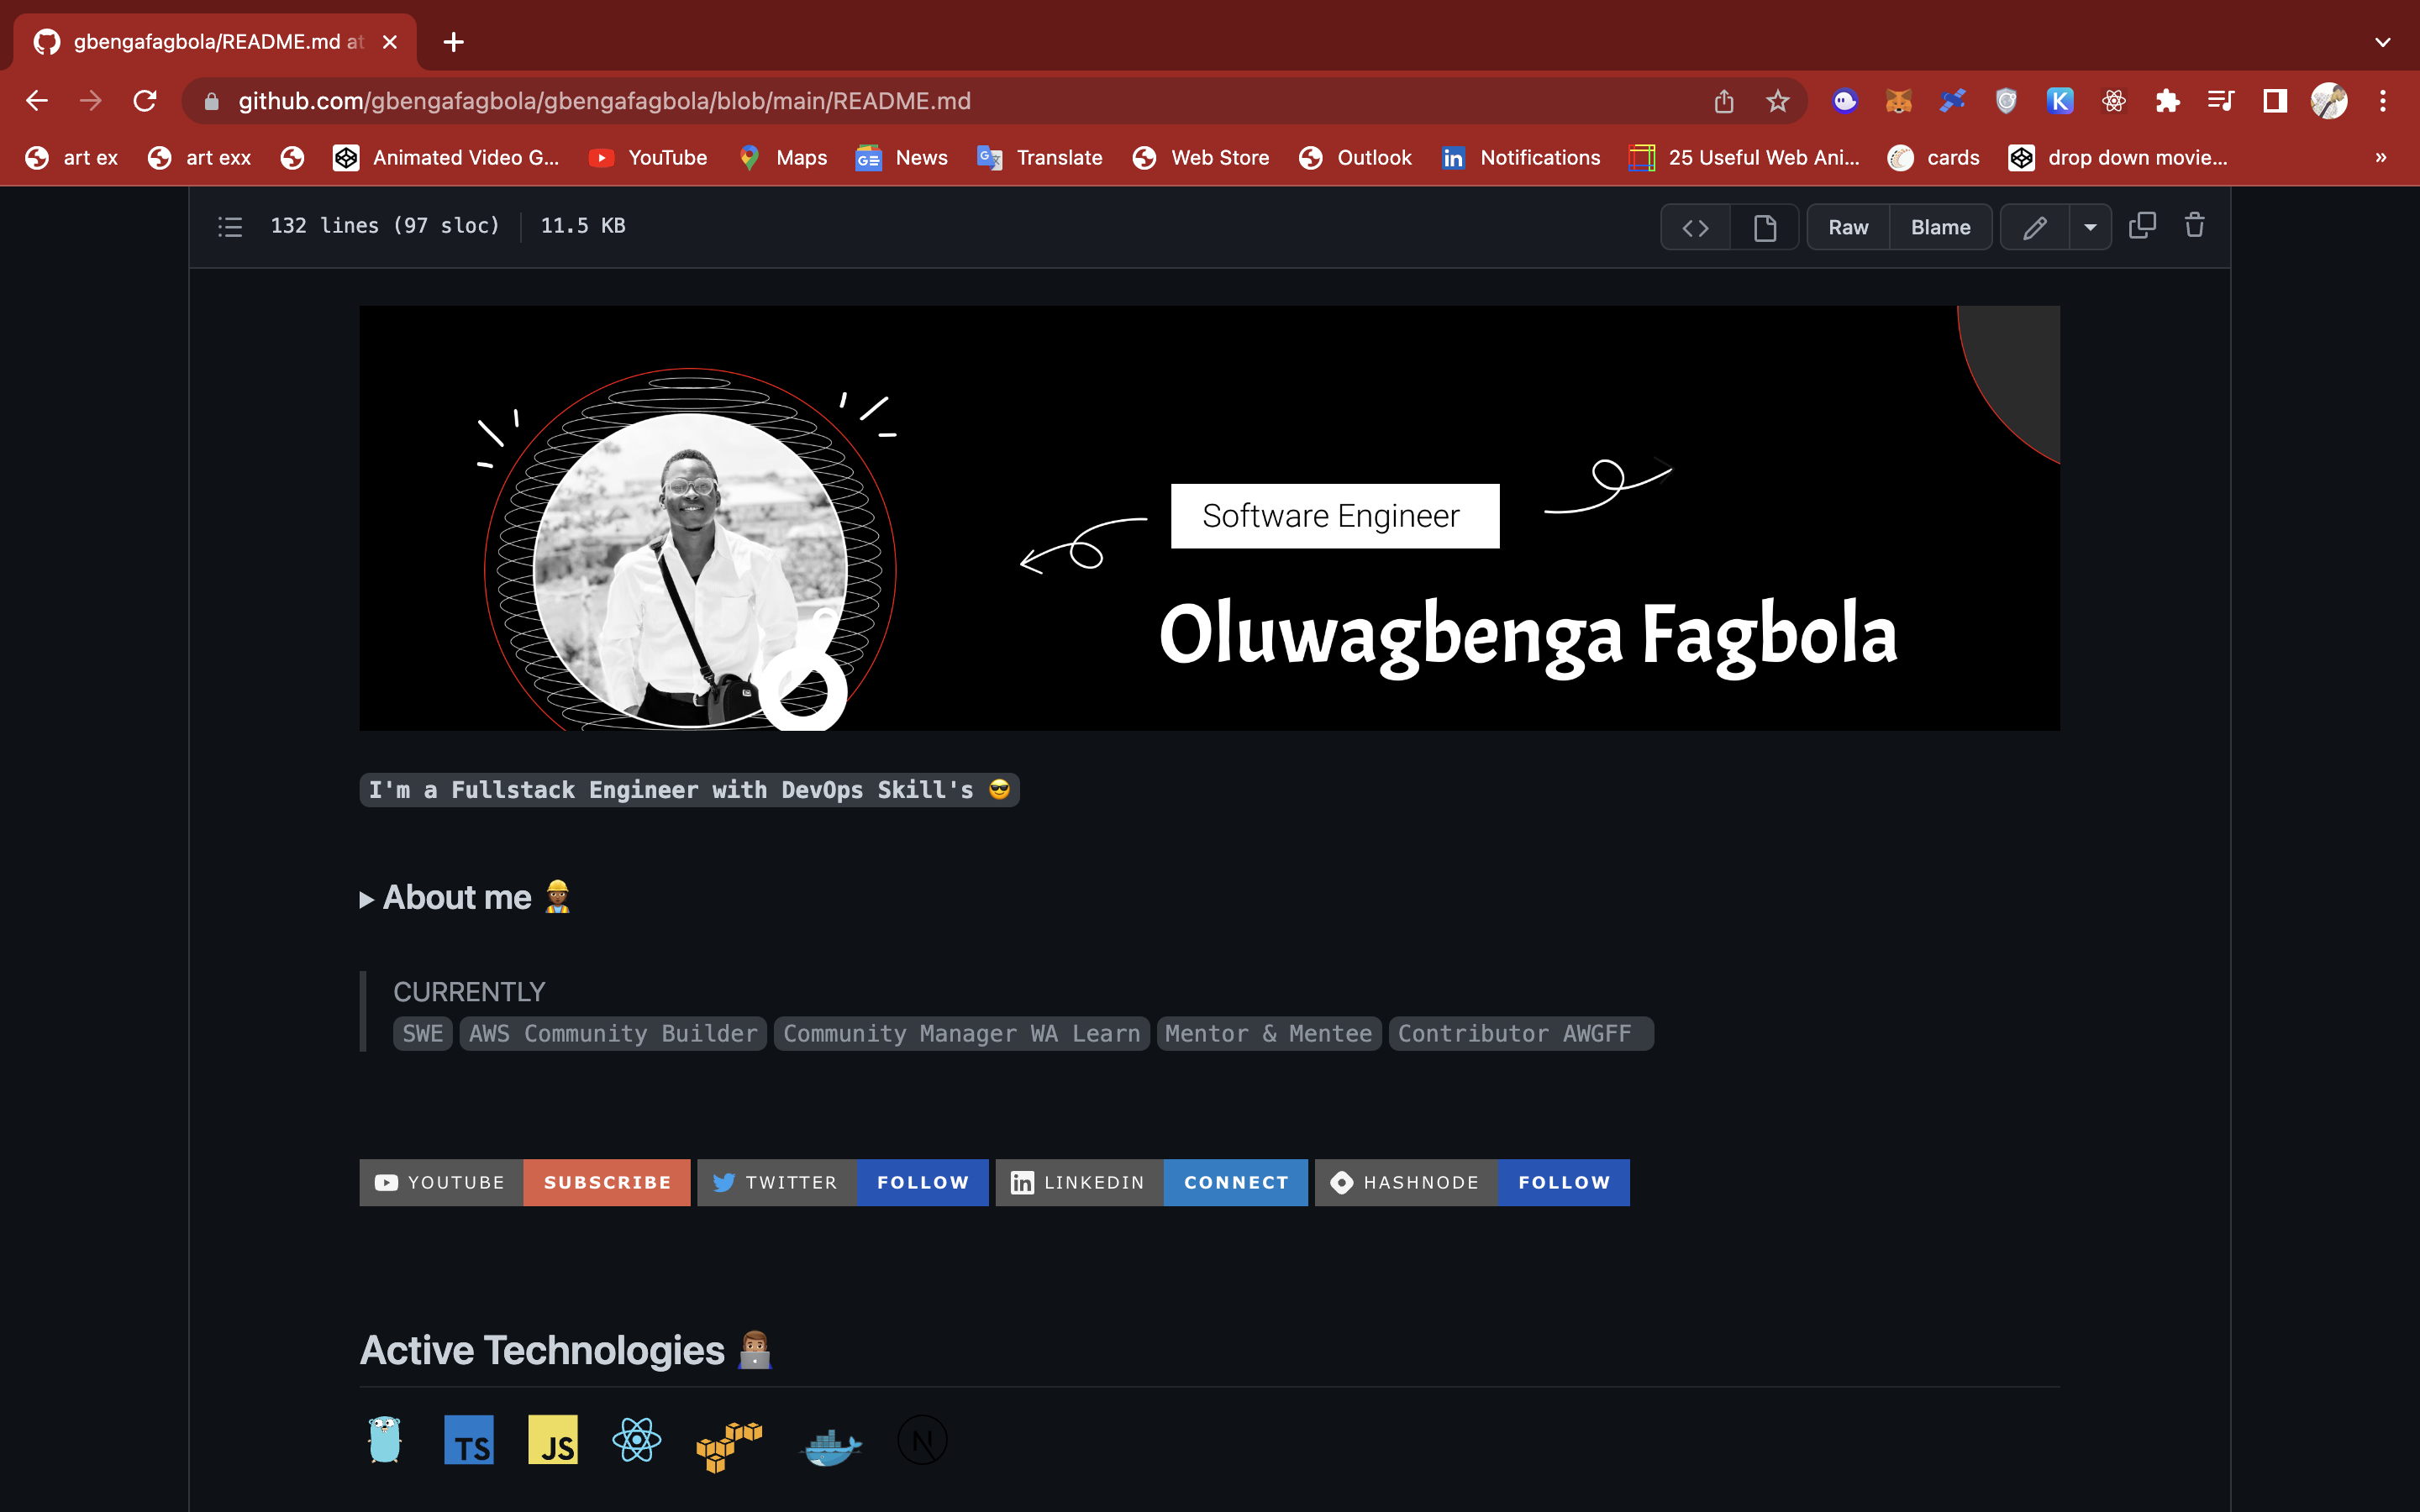 gbengafagbola/README.md at
github.com/gbengafagbola/gbengafagbola/blob/main/README.md
art ex art exx Animated Video G... YouTube Maps News Translate Web Store Outlook Notifications 25 Useful Web Ani... cards drop down movie... »
132 lines (97 sloc) 11.5 KB Raw Blame
Software Engineer
Oluwagbenga Fagbola
I'm a Fullstack Engineer with DevOps Skill's 😎
About me
CURRENTLY
SWE AWS Community Builder Community Manager WA Learn Mentor & Mentee Contributor AWGFF
YOUTUBE SUBSCRIBE TWITTER FOLLOW LINKEDIN CONNECT HASHNODE FOLLOW
Active Technologies
TS JS N